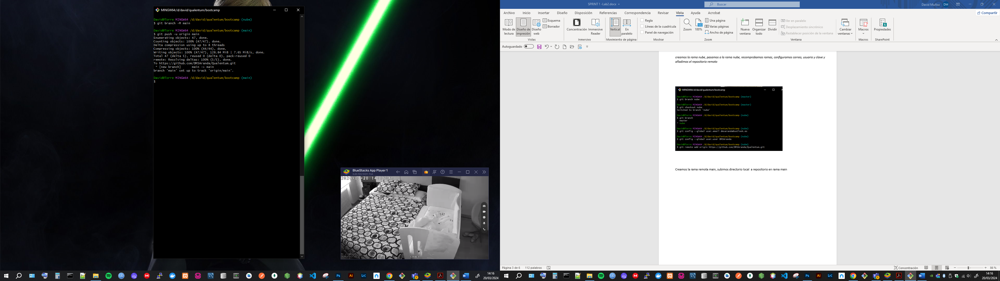 MINGW64:/d/david/qualentum/bootcamp
David@Torre MINGW64 /d/david/qualentum/bootcamp (nube)
$ git branch -M main
David@Torre MINGW64 /d/david/qualentum/bootcamp (main)
$ git push -u origin main
Enumerating objects: 47, done.
Counting objects: 100% (47/47), done.
Delta compression using up to 8 threads
Compressing objects: 100% (44/44), done.
Writing objects: 100% (47/47), 128.84 MiB | 7.65 MiB/s, done.
Total 47 (delta 5), reused 0 (delta 0), pack-reused 0
remote: Resolving deltas: 100% (5/5), done.
To https://github.com/DMSAranda/Qualentum.git
* [new branch]      main -> main
branch 'main' set up to track 'origin/main'.
David@Torre MINGW64 /d/david/qualentum/bootcamp (main)
$
BlueStacks App Player 1
2024-03-20 14:16:40
14:16
20/03/2024
SPRINT 1 -Lab2.docx
Buscar
David Muñoz
DM
Archivo Inicio Insertar Diseño Disposición Referencias Correspondencia Revisar Vista Ayuda Acrobat
Compartir
Modo de lectura
Diseño de impresión
Diseño web
Esquema
Borrador
Vistas
Concentración
Immersive Reader
Inmersivo
Vertical
En paralelo
Movimiento de página
Regla
Líneas de la cuadrícula
Panel de navegación
Mostrar
Zoom
100%
Una página
Varias páginas
Ancho de página
Zoom
Nueva ventana
Organizar todo
Dividir
Ver en paralelo
Desplazamiento sincrónico
Restablecer posición de la ventana
Cambiar ventanas
Ventana
Macros
Macros
Propiedades
SharePoint
Autoguardado
creamos la rama nube, pasamos a la rama nube, recomprobamos ramas, configuramos correo, usuario y clave y
añadimos el repositorio remoto
MINGW64:/d/david/qualentum/bootcamp
David@Torre MINGW64 /d/david/qualentum/bootcamp (master)
$ git branch nube
David@Torre MINGW64 /d/david/qualentum/bootcamp (master)
$ git checkout nube
Switched to branch 'nube'
David@Torre MINGW64 /d/david/qualentum/bootcamp (nube)
$ git branch
master
* nube
David@Torre MINGW64 /d/david/qualentum/bootcamp (nube)
$ git config --global user.email dmsaranda@outlook.es
David@Torre MINGW64 /d/david/qualentum/bootcamp (nube)
$ git config --global user.user DMSAranda
David@Torre MINGW64 /d/david/qualentum/bootcamp (nube)
$ git remote add origin https://github.com/DMSAranda/Qualentum.git
Creamos la rama remota main, subimos directorio local  a repositorio en rama main
Página 3 de 6
112 palabras
Concentración
86 %
14:16
20/03/2024